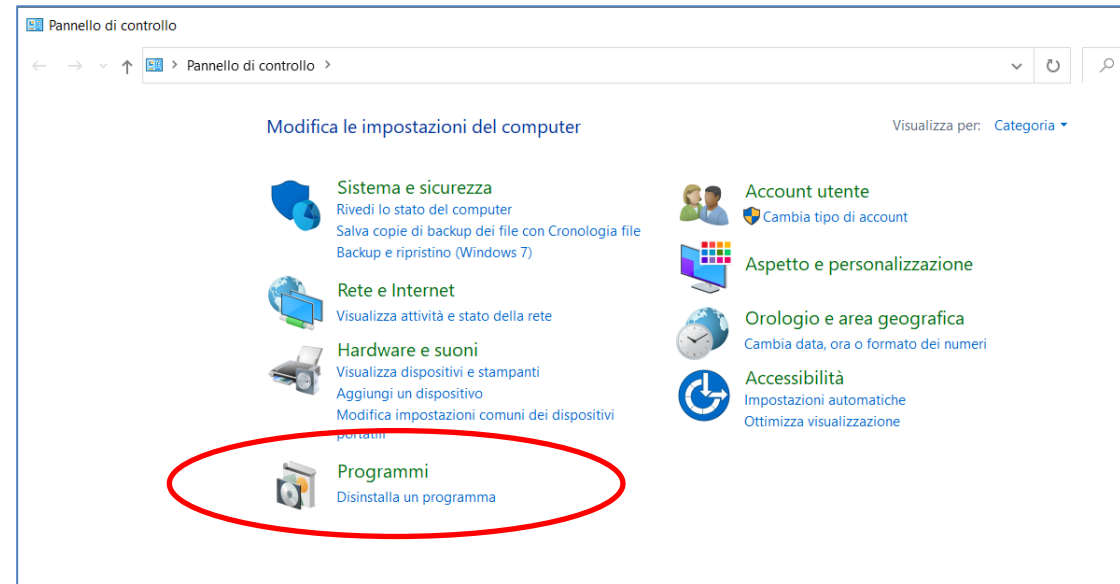 Pannello di controllo
Pannello di controllo
Modifica le impostazioni del computer
Visualizza per: Categoria
Sistema e sicurezza
Rivedi lo stato del computer
Salva copie di backup dei file con Cronologia file
Backup e ripristino (Windows 7)
Rete e Internet
Visualizza attività e stato della rete
Hardware e suoni
Visualizza dispositivi e stampanti
Aggiungi un dispositivo
Modifica impostazioni comuni dei dispositivi
portatili
Programmi
Disinstalla un programma
Account utente
Cambia tipo di account
Aspetto e personalizzazione
Orologio e area geografica
Cambia data, ora o formato dei numeri
Accessibilità
Impostazioni automatiche
Ottimizza visualizzazione